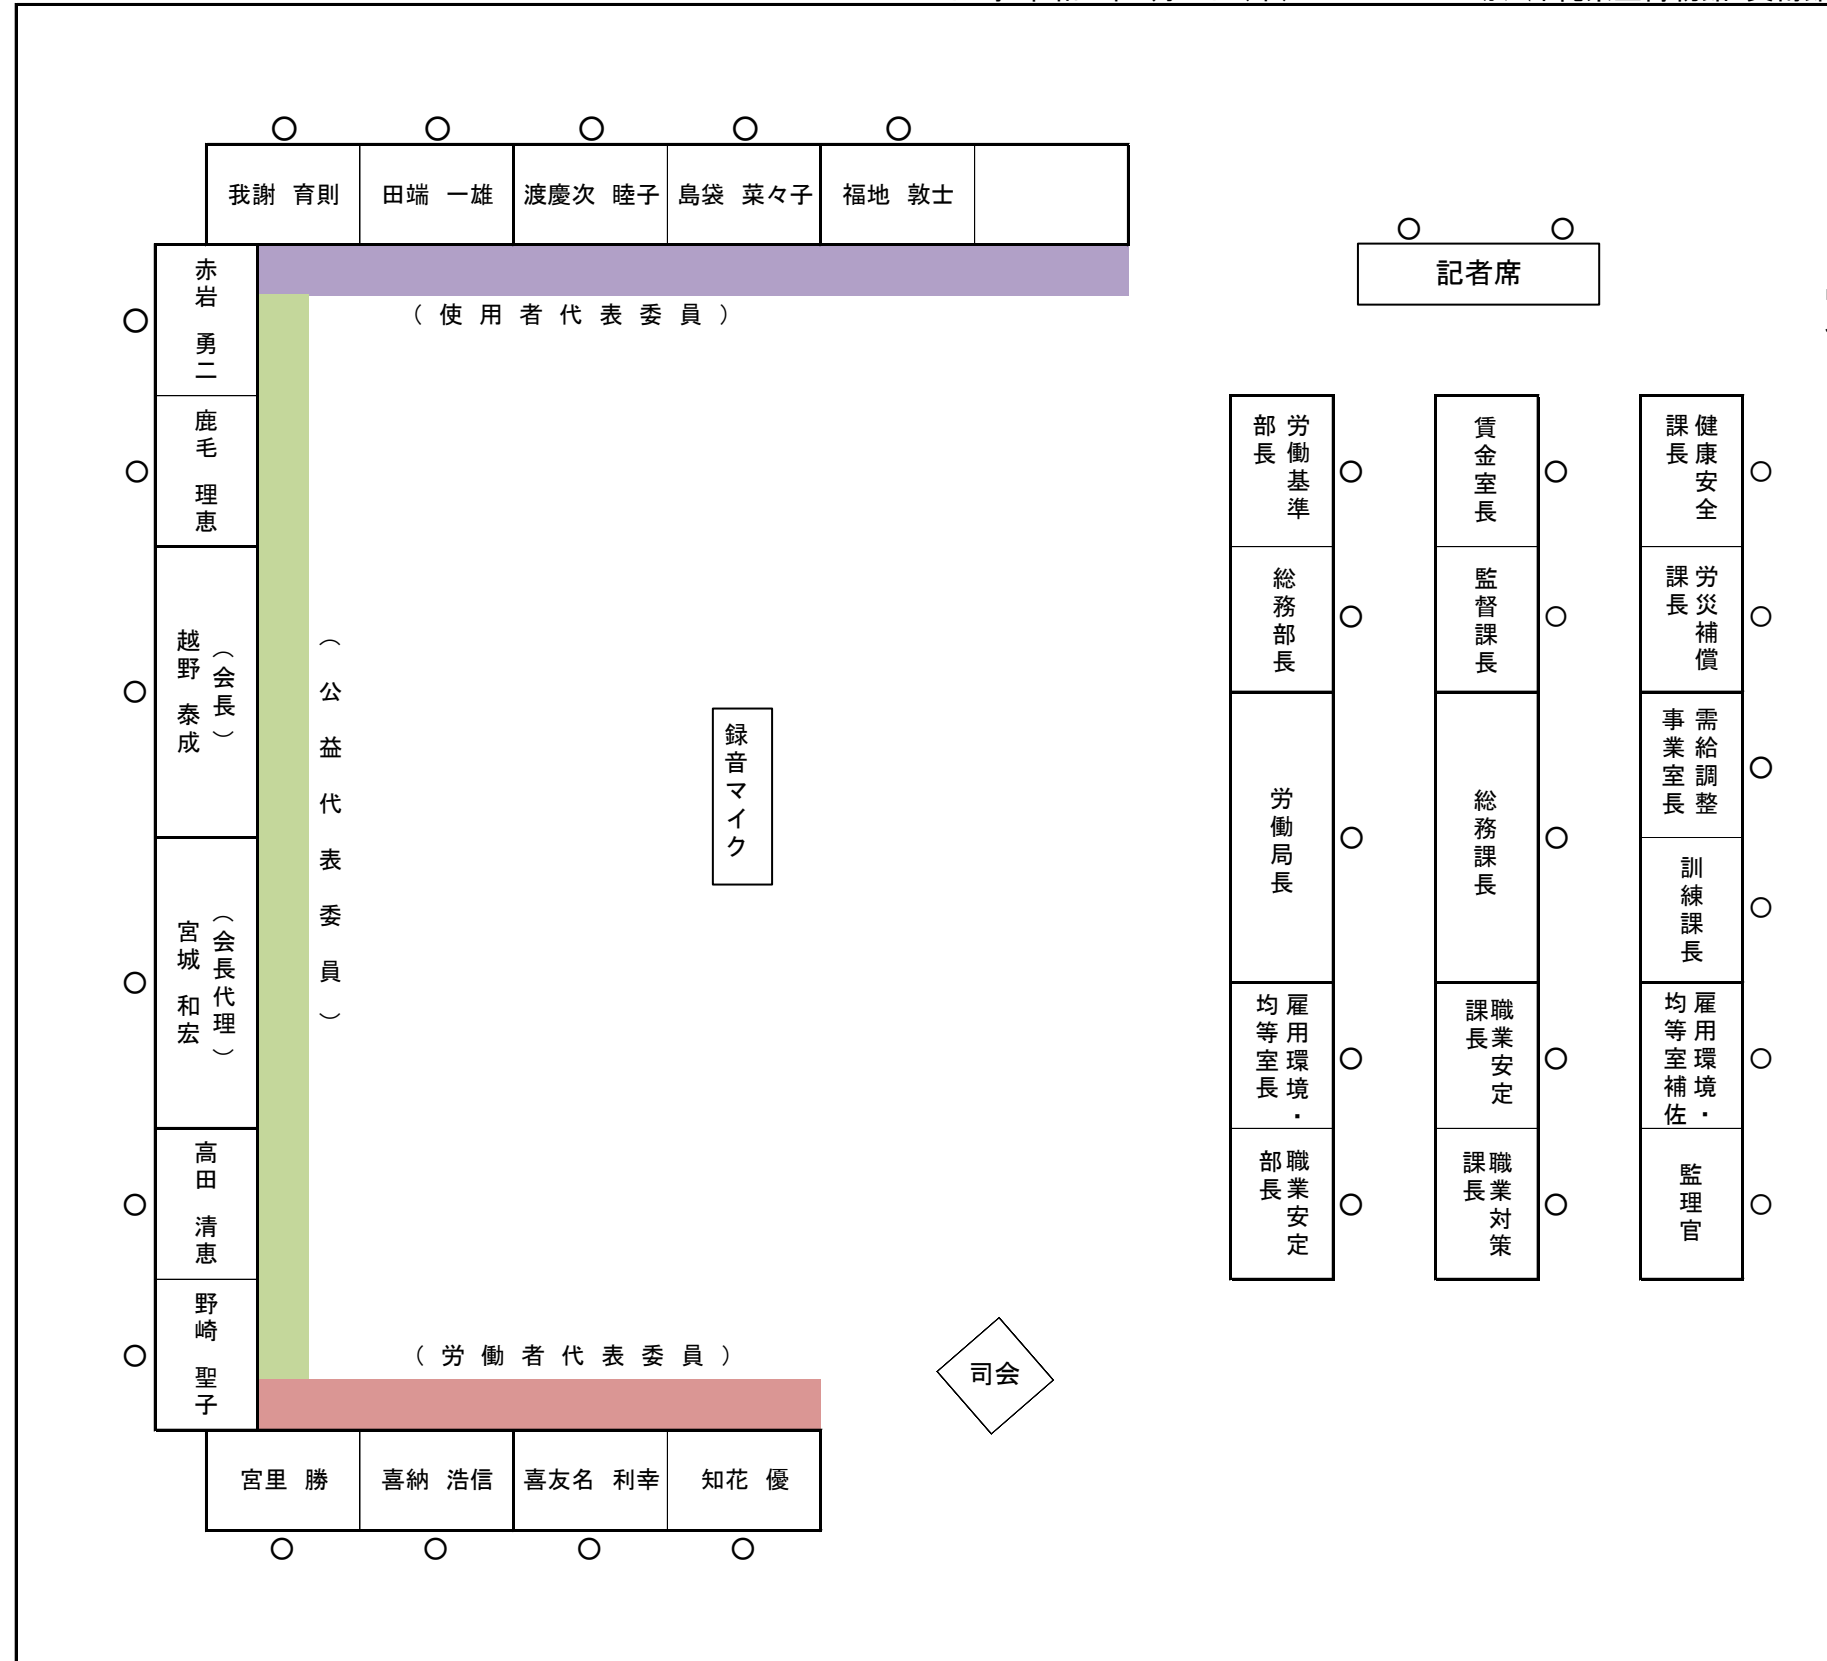 我謝 育則
田端 一雄
渡慶次 睦子
島袋 菜々子
福地 敦士
（使用者代表委員）
記者席
赤岩 勇二
鹿毛 理恵
（会長）
越野 泰成
（会長代理）
宮城 和宏
高田 清恵
野崎 聖子
（公益代表委員）
録音マイク
労働基準
部長
総務部長
労働局長
雇用環境・
均等室長
職業安定
部長
賃金室長
監督課長
総務課長
職業安定
課長
職業対策
課長
健康安全
課長
労災補償
課長
需給調整
事業室長
訓練課長
雇用環境・
均等室補佐
監理官
（労働者代表委員）
司会
宮里 勝
喜納 浩信
喜友名 利幸
知花 優